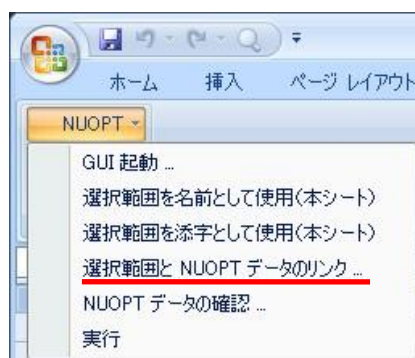 ホーム 挿入 ページ レイアウト
NUOPT
GUI 起動 ...
選択範囲を名前として使用(本シート)
選択範囲を添字として使用(本シート)
選択範囲と NUOPT データのリンク ...
NUOPT データの確認 ...
実行